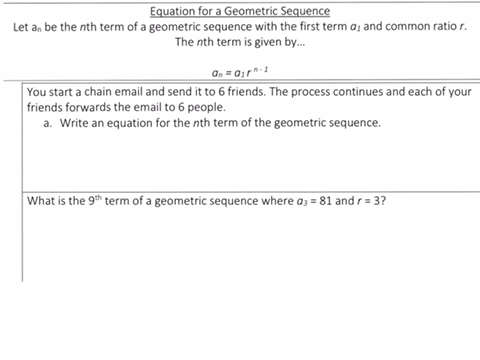 Equation for a Geometric Sequence
Let aₙ be the nth term of a geometric sequence with the first term a₁ and common ratio r.
The nth term is given by...
aₙ = a₁ r ⁿ⁻¹
You start a chain email and send it to 6 friends. The process continues and each of your
friends forwards the email to 6 people.
a. Write an equation for the nth term of the geometric sequence.
What is the 9ᵗʰ term of a geometric sequence where a₃ = 81 and r = 3?